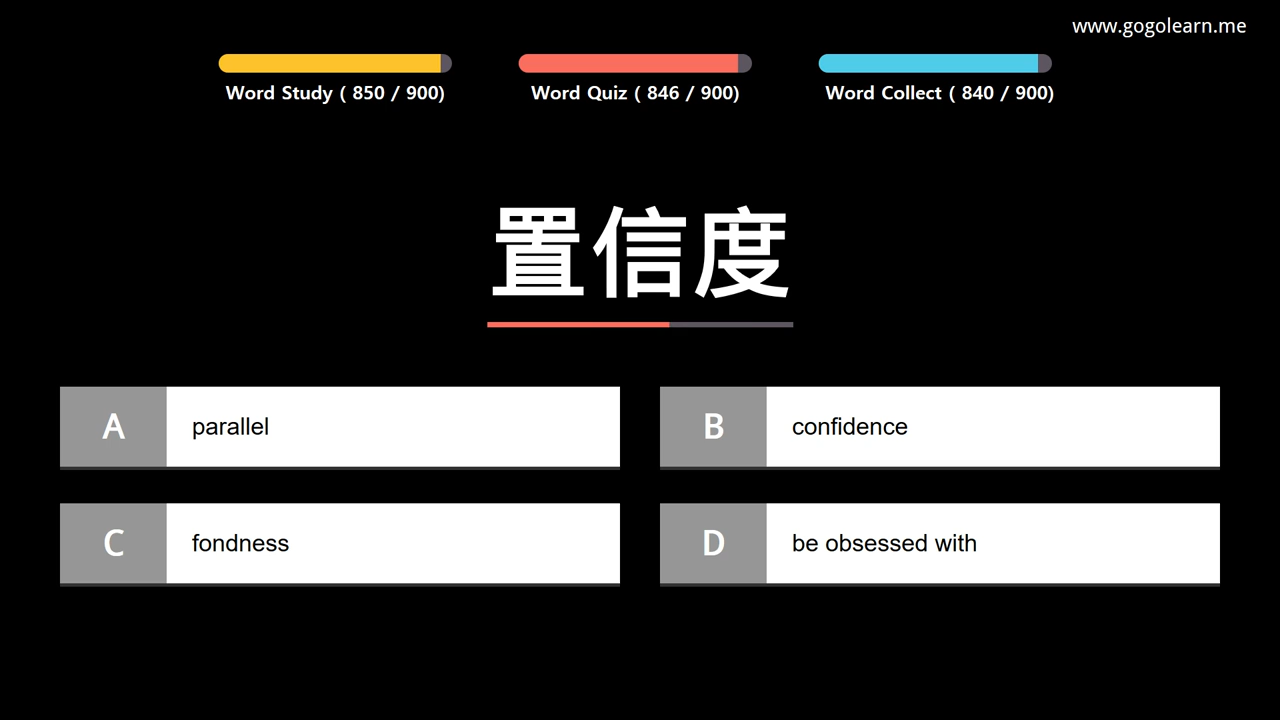 www.gogolearn.me
Word Study ( 850 / 900)
Word Quiz ( 846 / 900)
Word Collect ( 840 / 900)
置信度
A parallel
B confidence
C fondness
D be obsessed with